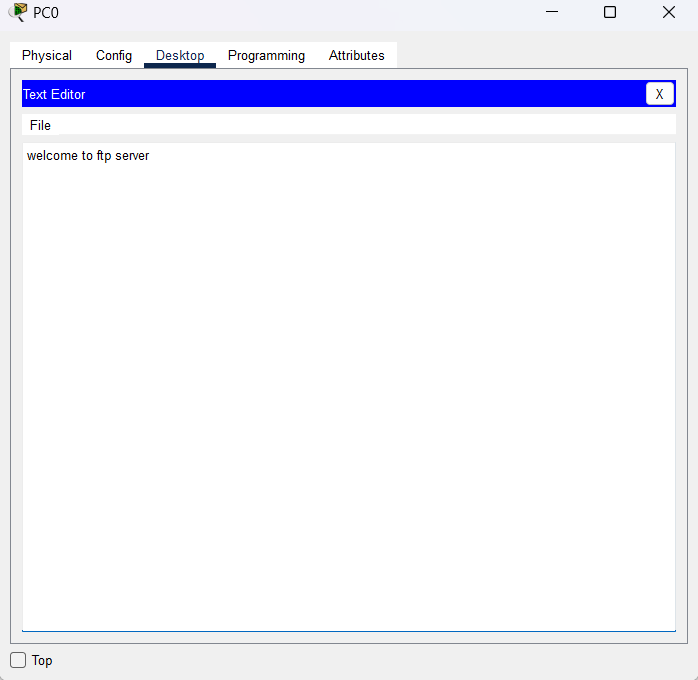 PC0
Physical Config Desktop Programming Attributes
Text Editor X
File
welcome to ftp server
Top